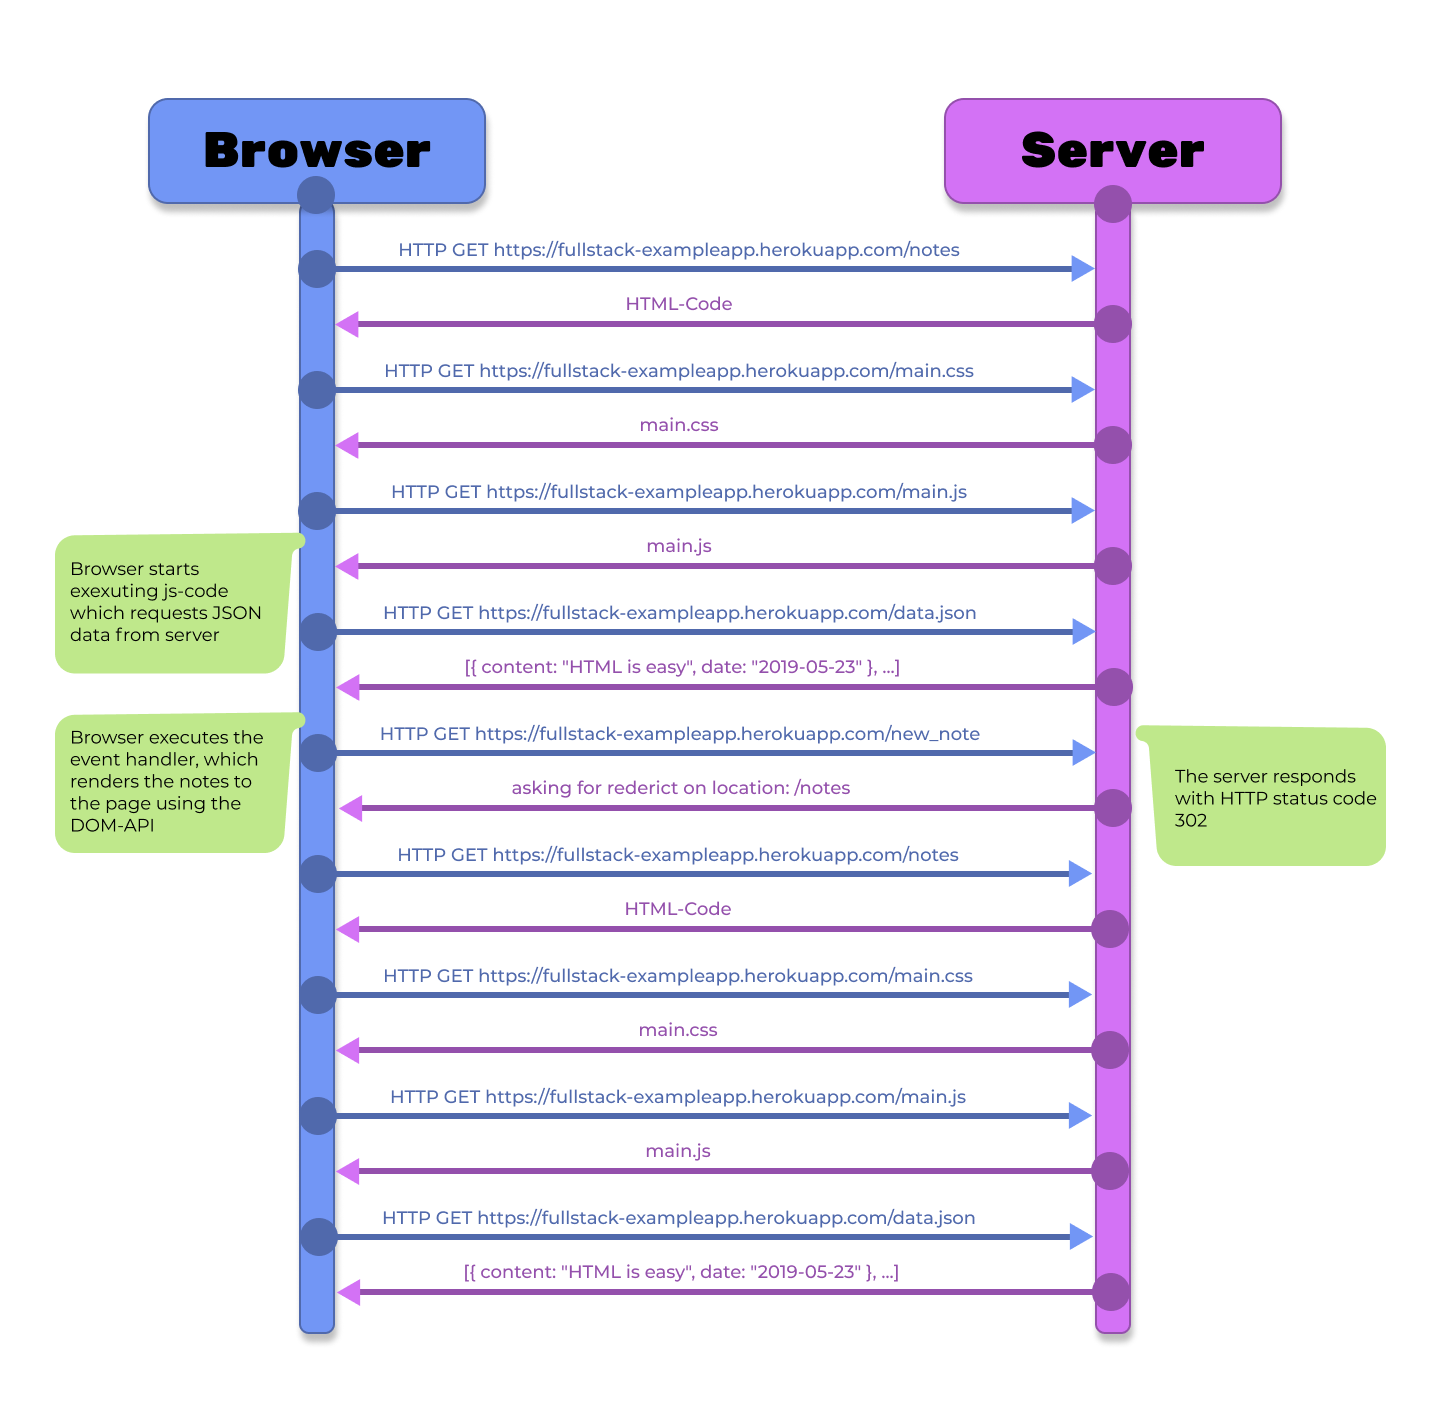 Browser
Server
HTTP GET https://fullstack-exampleapp.herokuapp.com/notes
HTML-Code
HTTP GET https://fullstack-exampleapp.herokuapp.com/main.css
main.css
HTTP GET https://fullstack-exampleapp.herokuapp.com/main.js
main.js
Browser starts
exexuting js-code
which requests JSON
data from server
HTTP GET https://fullstack-exampleapp.herokuapp.com/data.json
[{ content: "HTML is easy", date: "2019-05-23" }, ...]
Browser executes the
event handler, which
renders the notes to
the page using the
DOM-API
HTTP GET https://fullstack-exampleapp.herokuapp.com/new_note
asking for rederict on location: /notes
The server responds
with HTTP status code
302
HTTP GET https://fullstack-exampleapp.herokuapp.com/notes
HTML-Code
HTTP GET https://fullstack-exampleapp.herokuapp.com/main.css
main.css
HTTP GET https://fullstack-exampleapp.herokuapp.com/main.js
main.js
HTTP GET https://fullstack-exampleapp.herokuapp.com/data.json
[{ content: "HTML is easy", date: "2019-05-23" }, ...]